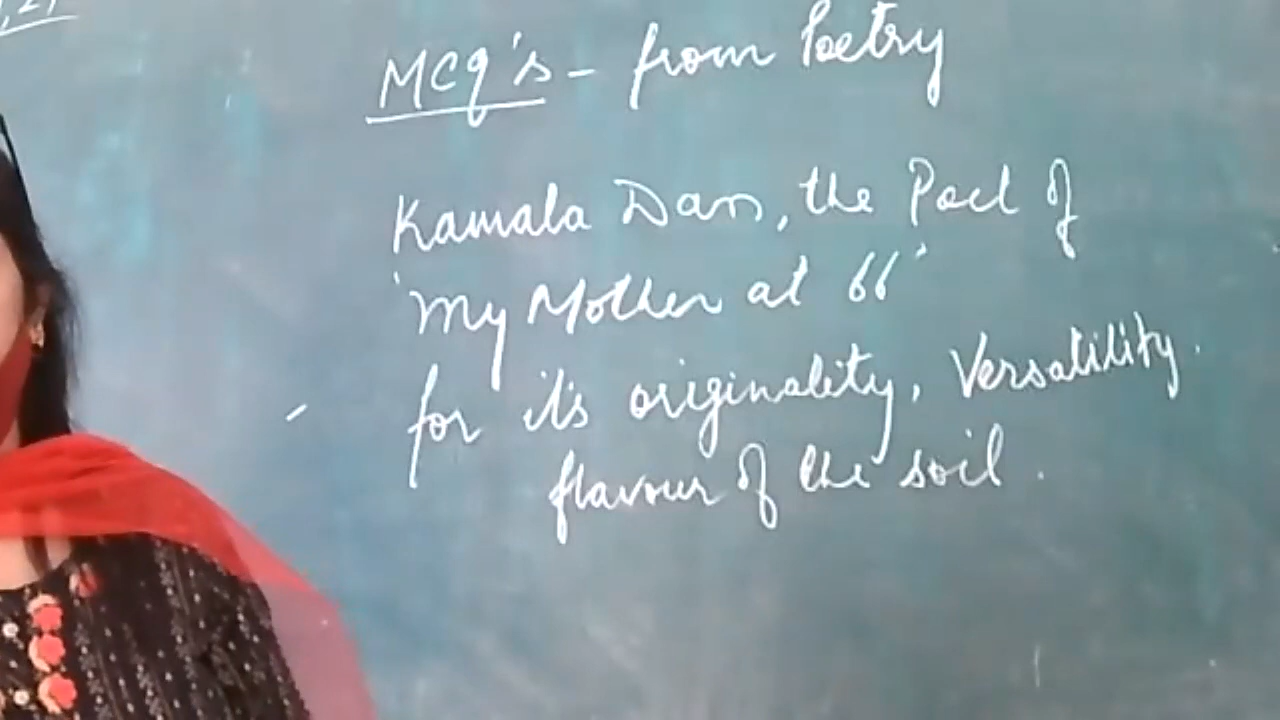 MCQ's - from Poetry
Kamala Das, the Poet of
'My Mother at 66'
for it's originality, Versatility.
flavour of the soil.